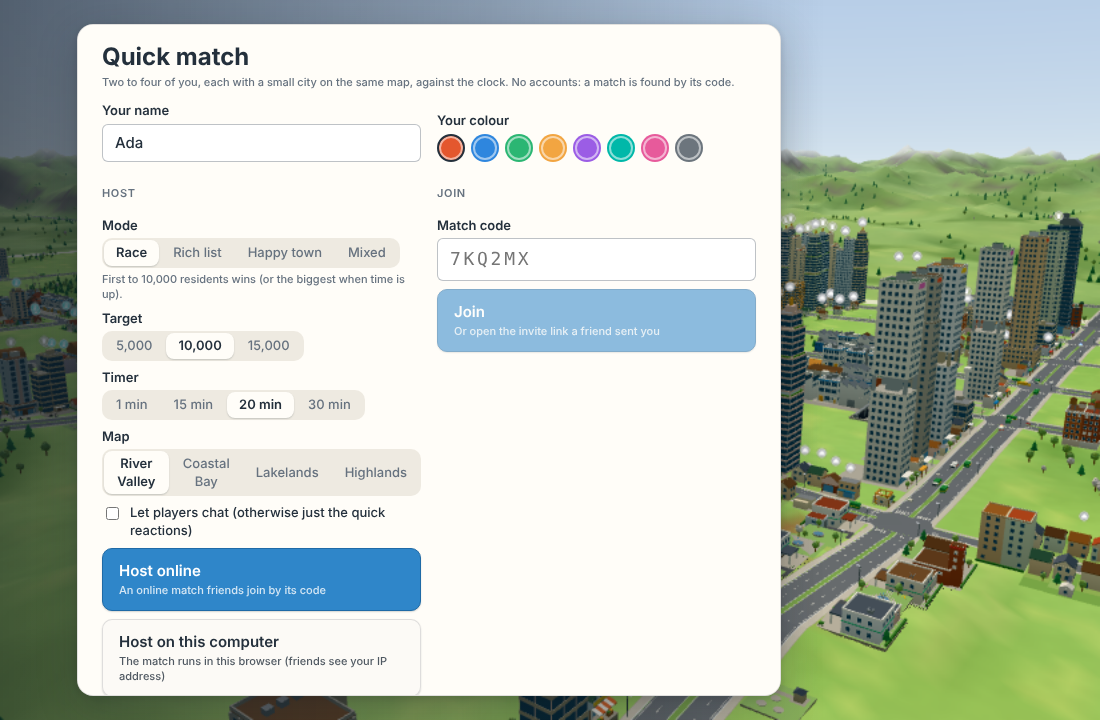 Quick match
Two to four of you, each with a small city on the same map, against the clock. No accounts: a match is found by its code.
Your name
Ada
Your colour
HOST
Mode
Race Rich list Happy town Mixed
First to 10,000 residents wins (or the biggest when time is
up).
Target
5,000 10,000 15,000
Timer
1 min 15 min 20 min 30 min
Map
River
Valley
Coastal
Bay
Lakelands
Highlands
Let players chat (otherwise just the quick
reactions)
Host online
An online match friends join by its code
Host on this computer
The match runs in this browser (friends see your IP
address)
JOIN
Match code
7KQ2MX
Join
Or open the invite link a friend sent you